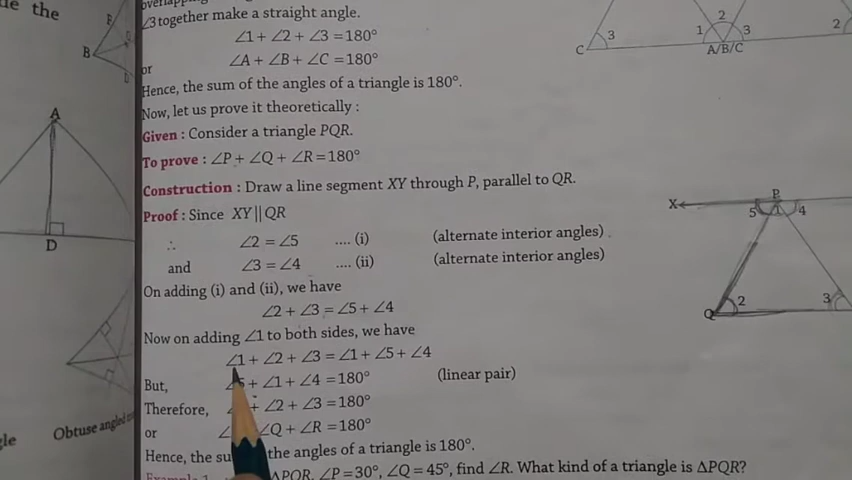 ∠3 together make a straight angle.
∠1 + ∠2 + ∠3 = 180°
or ∠A + ∠B + ∠C = 180°
Hence, the sum of the angles of a triangle is 180°.
Now, let us prove it theoretically :
Given : Consider a triangle PQR.
To prove : ∠P + ∠Q + ∠R = 180°
Construction : Draw a line segment XY through P, parallel to QR.
Proof : Since XY || QR
∴ ∠2 = ∠5 .... (i) (alternate interior angles)
and ∠3 = ∠4 .... (ii) (alternate interior angles)
On adding (i) and (ii), we have
∠2 + ∠3 = ∠5 + ∠4
Now on adding ∠1 to both sides, we have
∠1 + ∠2 + ∠3 = ∠1 + ∠5 + ∠4
But, ∠5 + ∠1 + ∠4 = 180° (linear pair)
Therefore, + ∠2 + ∠3 = 180°
or ∠Q + ∠R = 180°
Hence, the the angles of a triangle is 180°.
ΔPQR, ∠P = 30°, ∠Q = 45°, find ∠R. What kind of a triangle is ΔPQR?
the
B
A
D
Obtuse angled
C 3 1 2 3 2
A/B/C
X P
5 1 4
Q 2 3